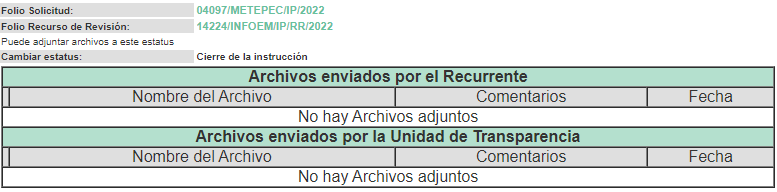 Folio Solicitud: 04097/METEPEC/IP/2022
Folio Recurso de Revisión: 14224/INFOEM/IP/RR/2022
Puede adjuntar archivos a este estatus
Cambiar estatus: Cierre de la instrucción
Archivos enviados por el Recurrente
Nombre del Archivo Comentarios Fecha
No hay Archivos adjuntos
Archivos enviados por la Unidad de Transparencia
Nombre del Archivo Comentarios Fecha
No hay Archivos adjuntos